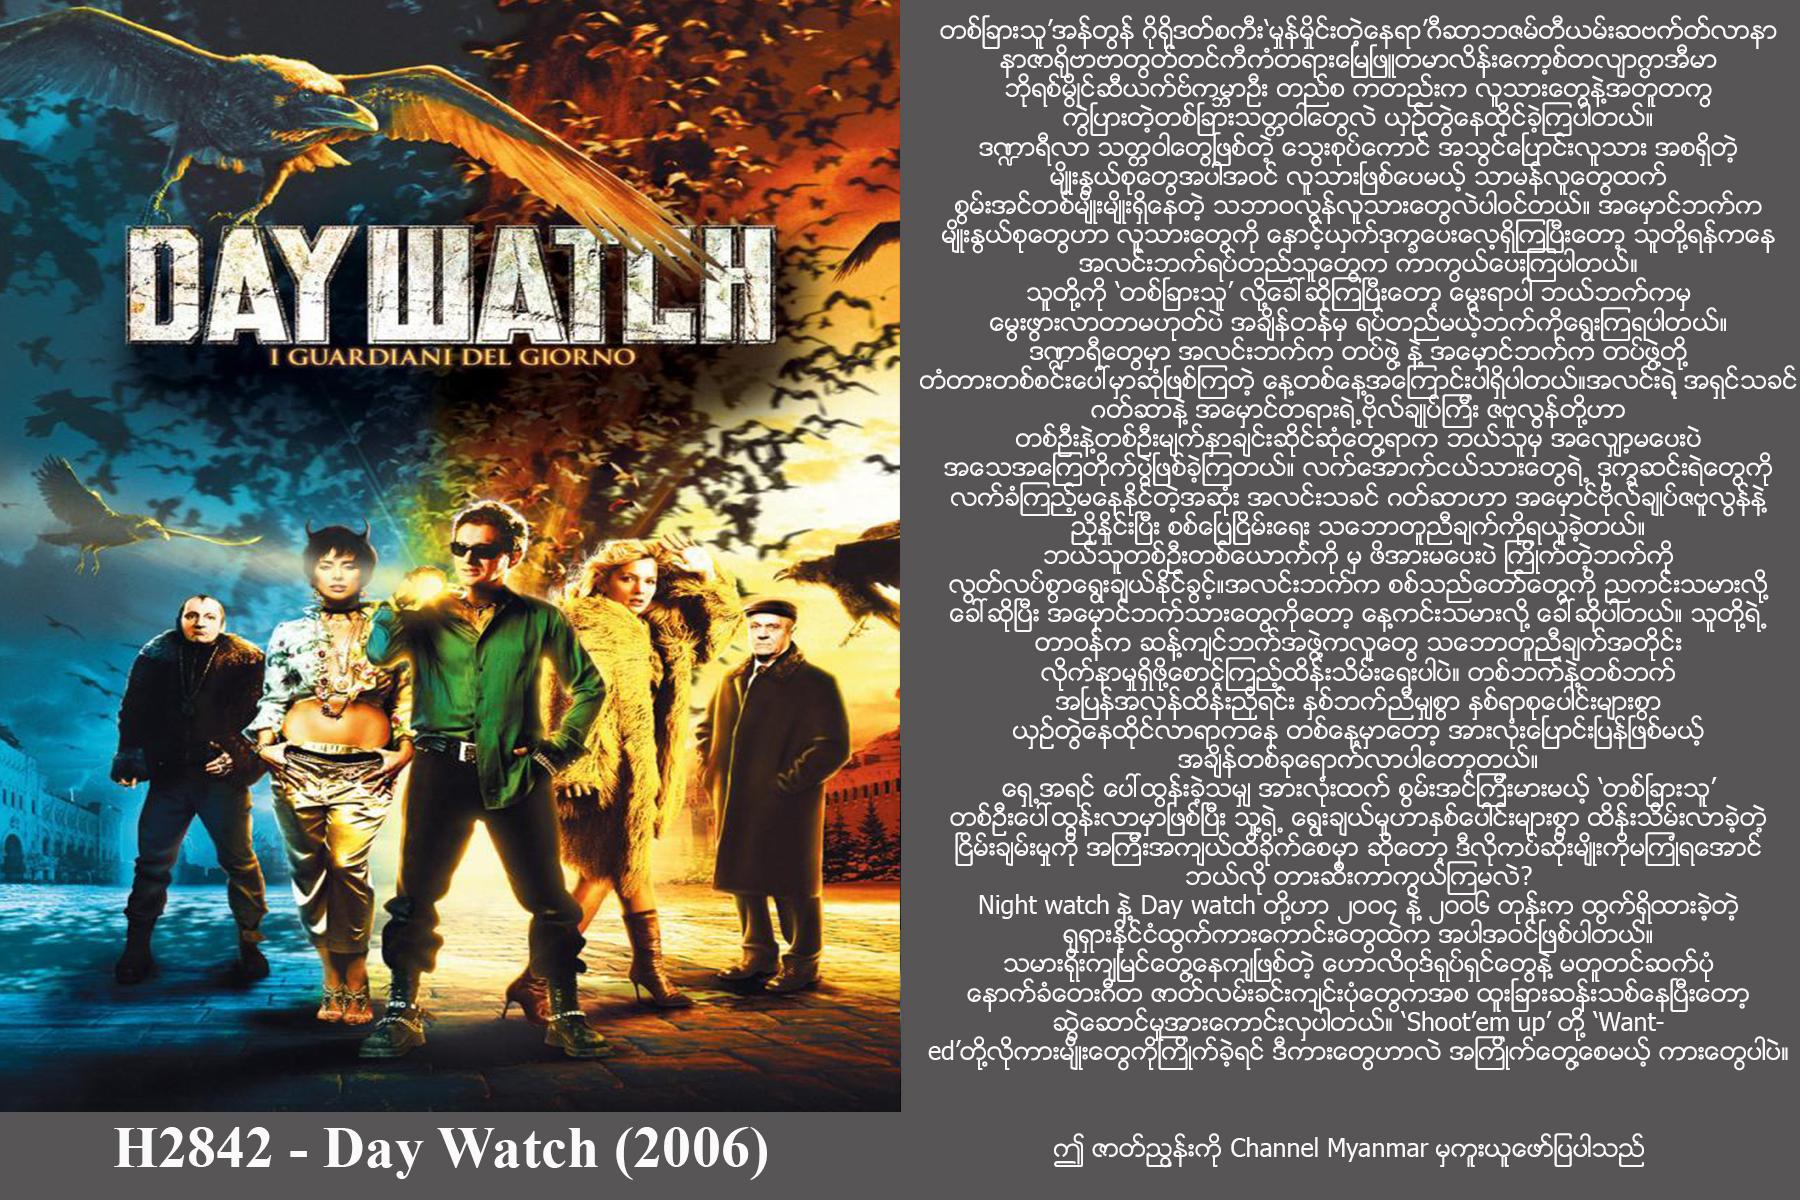 DAY WATCH
I GUARDIANI DEL GIORNO
H2842 - Day Watch (2006)
တစ်ခြားသူ’အန်တွန် ဂိုရိုဒတ်စကီး‘မှုန်မှိုင်းတဲ့နေရာ’ဂီဆာဘဇမ်တီယမ်းဆဗက်တ်လာနာ
နာဇာရိုဗာဗာတွတ်တင်ကီကံတရားမြေဖြူတမာလိန်းကော့စ်တလျာဂွာအီမာ
ဘိုရစ်မွိုင်ဆီယက်ဗ်ကမ္ဘာဦး တည်စ ကတည်းက လူသားတွေနဲ့အတူတကွ
ကွဲပြားတဲ့တစ်ခြားသတ္တဝါတွေလဲ ယှဉ်တွဲနေထိုင်ခဲ့ကြပါတယ်။
ဒဏ္ဍာရီလာ သတ္တဝါတွေဖြစ်တဲ့ သွေးစုပ်ကောင် အသွင်ပြောင်းလူသား အစရှိတဲ့
မျိုးနွယ်စုတွေအပါအဝင် လူသားဖြစ်ပေမယ့် သာမန်လူတွေထက်
စွမ်းအင်တစ်မျိုးမျိုးရှိနေတဲ့ သဘာဝလွန်လူသားတွေလဲပါဝင်တယ်။ အမှောင်ဘက်က
မျိုးနွယ်စုတွေဟာ လူသားတွေကို နှောင့်ယှက်ဒုက္ခပေးလေ့ရှိကြပြီးတော့ သူတို့ရန်ကနေ
အလင်းဘက်ရပ်တည်သူတွေက ကာကွယ်ပေးကြပါတယ်။
သူတို့ကို ‘တစ်ခြားသူ’ လို့ခေါ်ဆိုကြပြီးတော့ မွေးရာပါ ဘယ်ဘက်ကမှ
မွေးဖွားလာတာမဟုတ်ပဲ အချိန်တန်မှ ရပ်တည်မယ့်ဘက်ကိုရွေးကြရပါတယ်။
ဒဏ္ဍာရီတွေမှာ အလင်းဘက်က တပ်ဖွဲ့ နဲ့ အမှောင်ဘက်က တပ်ဖွဲ့တို့
တံတားတစ်စင်းပေါ်မှာဆုံဖြစ်ကြတဲ့ နေ့တစ်နေ့အကြောင်းပါရှိပါတယ်။အလင်းရဲ့ အရှင်သခင်
ဂတ်ဆာနဲ့ အမှောင်တရားရဲ့ဗိုလ်ချုပ်ကြီး ဇဗူလွန်တို့ဟာ
တစ်ဦးနဲ့တစ်ဦးမျက်နှာချင်းဆိုင်ဆုံတွေ့ရာက ဘယ်သူမှ အလျှော့မပေးပဲ
အသေအကြေတိုက်ပွဲဖြစ်ခဲ့ကြတယ်။ လက်အောက်ငယ်သားတွေရဲ့ ဒုက္ခဆင်းရဲတွေကို
လက်ခံကြည့်မနေနိုင်တဲ့အဆုံး အလင်းသခင် ဂတ်ဆာဟာ အမှောင်ဗိုလ်ချုပ်ဇဗူလွန်နဲ့
ညှိနှိုင်းပြီး စစ်ပြေငြိမ်းရေး သဘောတူညီချက်ကိုရယူခဲ့တယ်။
ဘယ်သူတစ်ဦးတစ်ယောက်ကို မှ ဖိအားမပေးပဲ ကြိုက်တဲ့ဘက်ကို
လွတ်လပ်စွာရွေးချယ်နိုင်ခွင့်။အလင်းဘက်က စစ်သည်တော်တွေကို ညကင်းသမားလို့
ခေါ်ဆိုပြီး အမှောင်ဘက်သားတွေကိုတော့ နေ့ကင်းသမားလို့ ခေါ်ဆိုပါတယ်။ သူတို့ရဲ့
တာဝန်က ဆန့်ကျင်ဘက်အဖွဲ့ကလူတွေ သဘောတူညီချက်အတိုင်း
လိုက်နာမှုရှိဖို့စောင့်ကြည့်ထိန်းသိမ်းရေးပါပဲ။ တစ်ဘက်နဲ့တစ်ဘက်
အပြန်အလှန်ထိန်းညှိရင်း နှစ်ဘက်ညီမျှစွာ နှစ်ရာစုပေါင်းများစွာ
ယှဉ်တွဲနေထိုင်လာရာကနေ တစ်နေ့မှာတော့ အားလုံးပြောင်းပြန်ဖြစ်မယ့်
အချိန်တစ်ခုရောက်လာပါတော့တယ်။
ရှေ့အရင် ပေါ်ထွန်းခဲ့သမျှ အားလုံးထက် စွမ်းအင်ကြီးမားမယ့် ‘တစ်ခြားသူ’
တစ်ဦးပေါ်ထွန်းလာမှာဖြစ်ပြီး သူ့ရဲ့ ရွေးချယ်မှုဟာနှစ်ပေါင်းများစွာ ထိန်းသိမ်းလာခဲ့တဲ့
ငြိမ်းချမ်းမှုကို အကြီးအကျယ်ထိခိုက်စေမှာ ဆိုတော့ ဒီလိုကပ်ဆိုးမျိုးကိုမကြုံရအောင်
ဘယ်လို တားဆီးကာကွယ်ကြမလဲ?
Night watch နဲ့ Day watch တို့ဟာ ၂၀၀၄ နဲ့ ၂၀၀၆ တုန်းက ထွက်ရှိထားခဲ့တဲ့
ရုရှားနိုင်ငံထွက်ကားကောင်းတွေထဲက အပါအဝင်ဖြစ်ပါတယ်။
သမားရိုးကျမြင်တွေ့နေကျဖြစ်တဲ့ ဟောလိဝုဒ်ရုပ်ရှင်တွေနဲ့ မတူတင်ဆက်ပုံ
နောက်ခံတေးဂီတ ဇာတ်လမ်းခင်းကျင်းပုံတွေကအစ ထူးခြားဆန်းသစ်နေပြီးတော့
ဆွဲဆောင်မှုအားကောင်းလှပါတယ်။ ‘Shoot’em up’ တို့ ‘Want-
ed’တို့လိုကားမျိုးတွေကိုကြိုက်ခဲ့ရင် ဒီကားတွေဟာလဲ အကြိုက်တွေ့စေမယ့် ကားတွေပါပဲ။
ဤ ဇာတ်ညွှန်းကို Channel Myanmar မှကူးယူဖော်ပြပါသည်